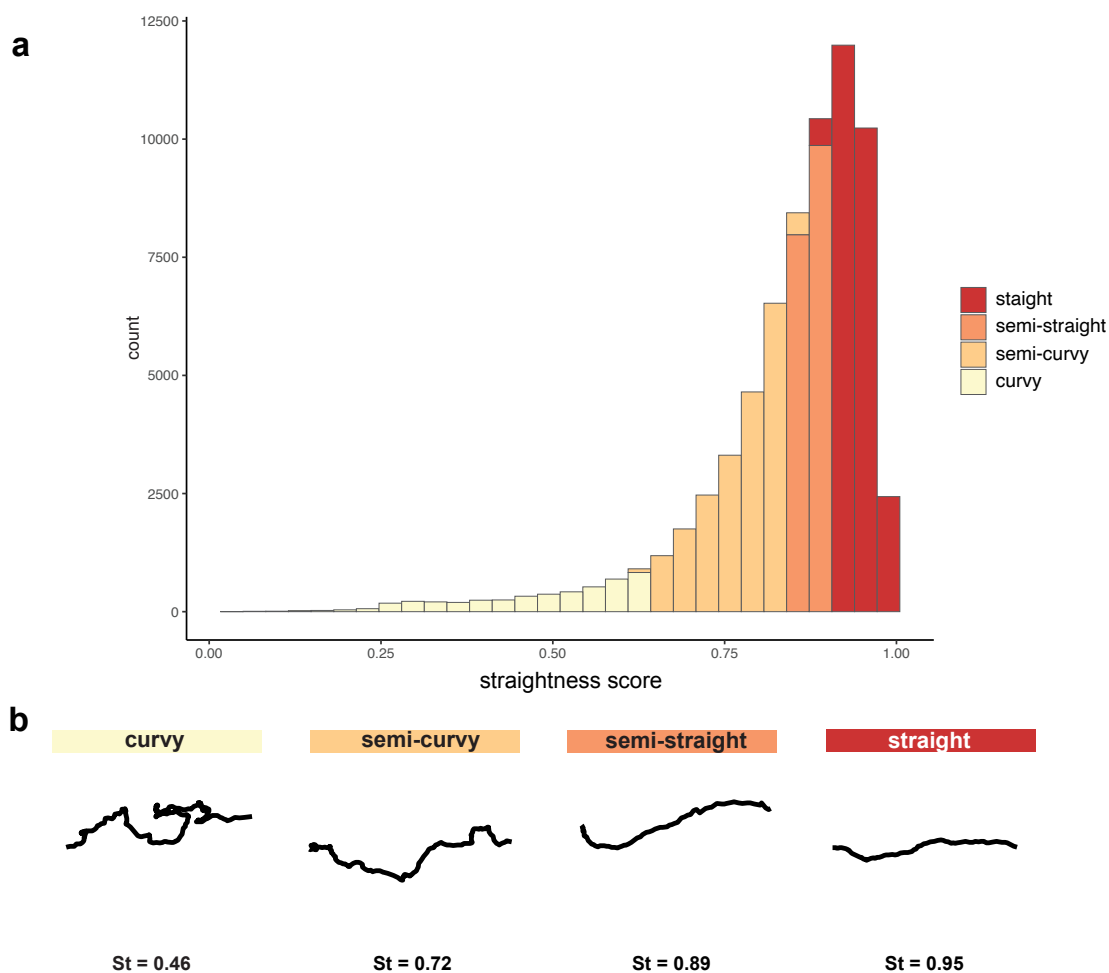 a
12500
10000
7500
5000
2500
0
count
0.00 0.25 0.50 0.75 1.00
straightness score
staight
semi-straight
semi-curvy
curvy
b
curvy semi-curvy semi-straight straight
St = 0.46 St = 0.72 St = 0.89 St = 0.95